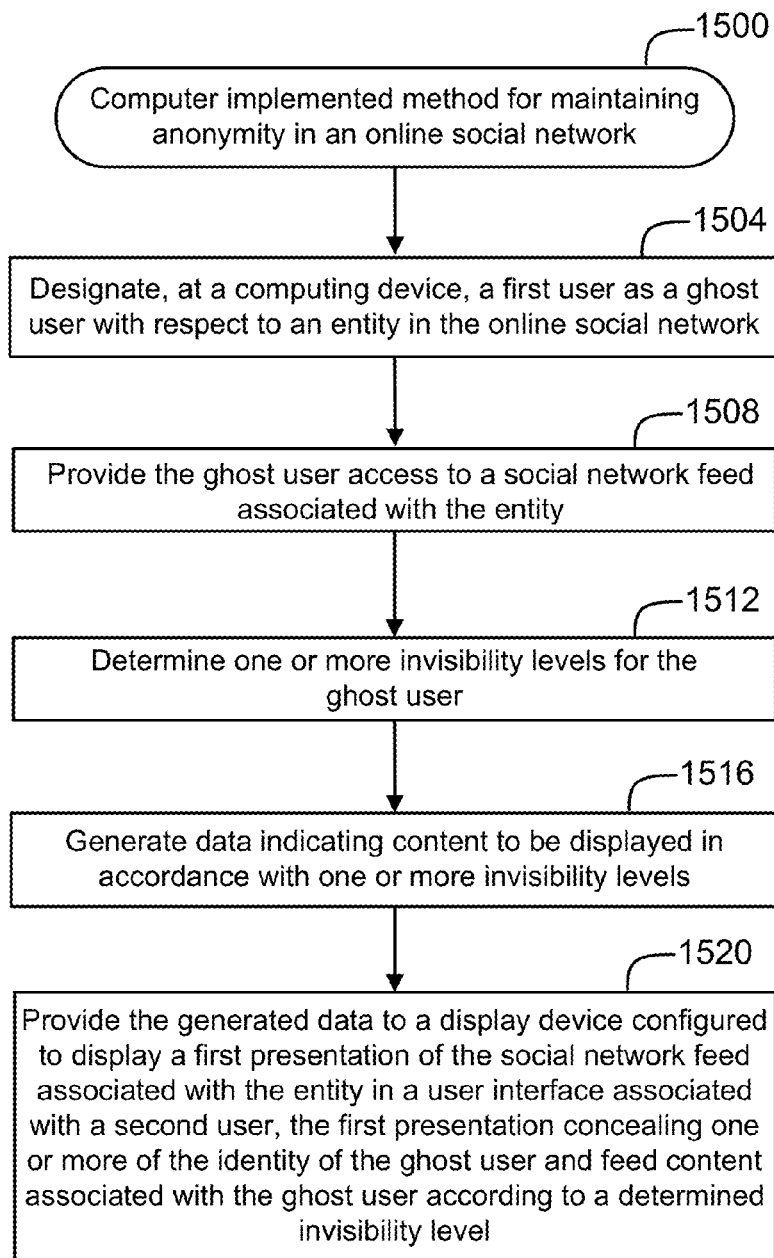 1500
Computer implemented method for maintaining
anonymity in an online social network
1504
Designate, at a computing device, a first user as a ghost
user with respect to an entity in the online social network
1508
Provide the ghost user access to a social network feed
associated with the entity
1512
Determine one or more invisibility levels for the
ghost user
1516
Generate data indicating content to be displayed in
accordance with one or more invisibility levels
1520
Provide the generated data to a display device configured
to display a first presentation of the social network feed
associated with the entity in a user interface associated
with a second user, the first presentation concealing one
or more of the identity of the ghost user and feed content
associated with the ghost user according to a determined
invisibility level